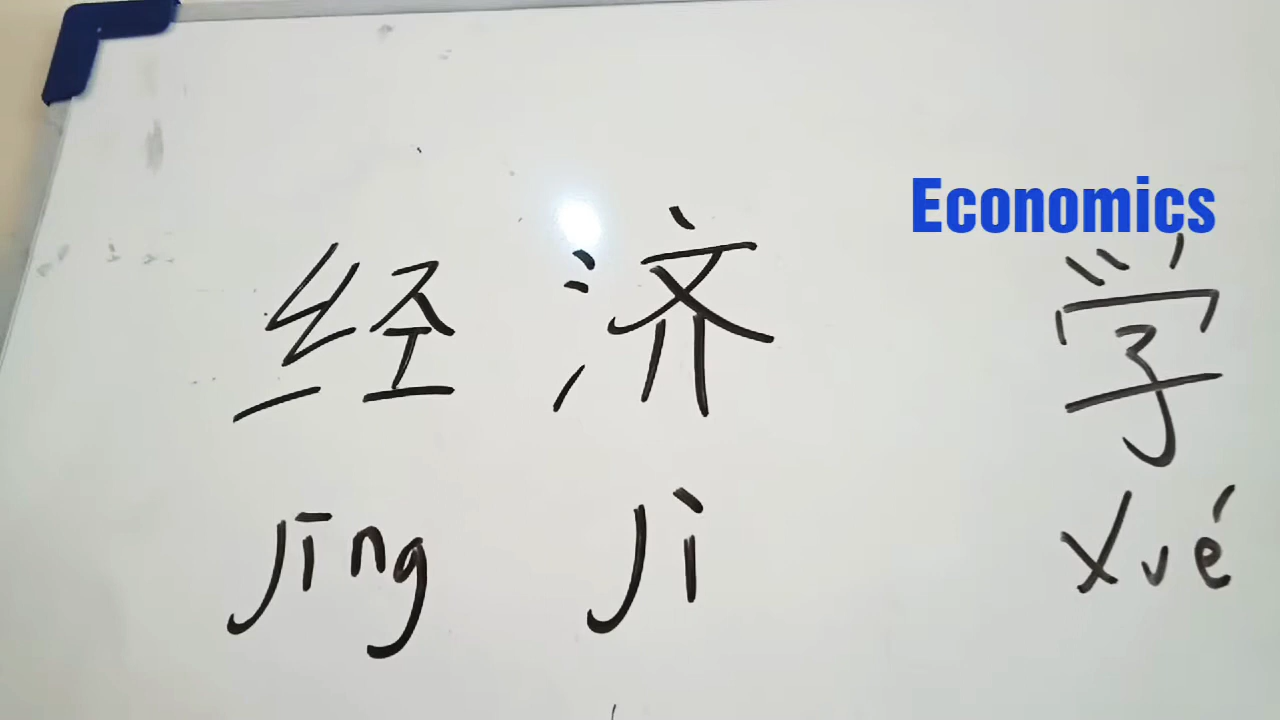 Economics
经 济 学
jīng jì xué